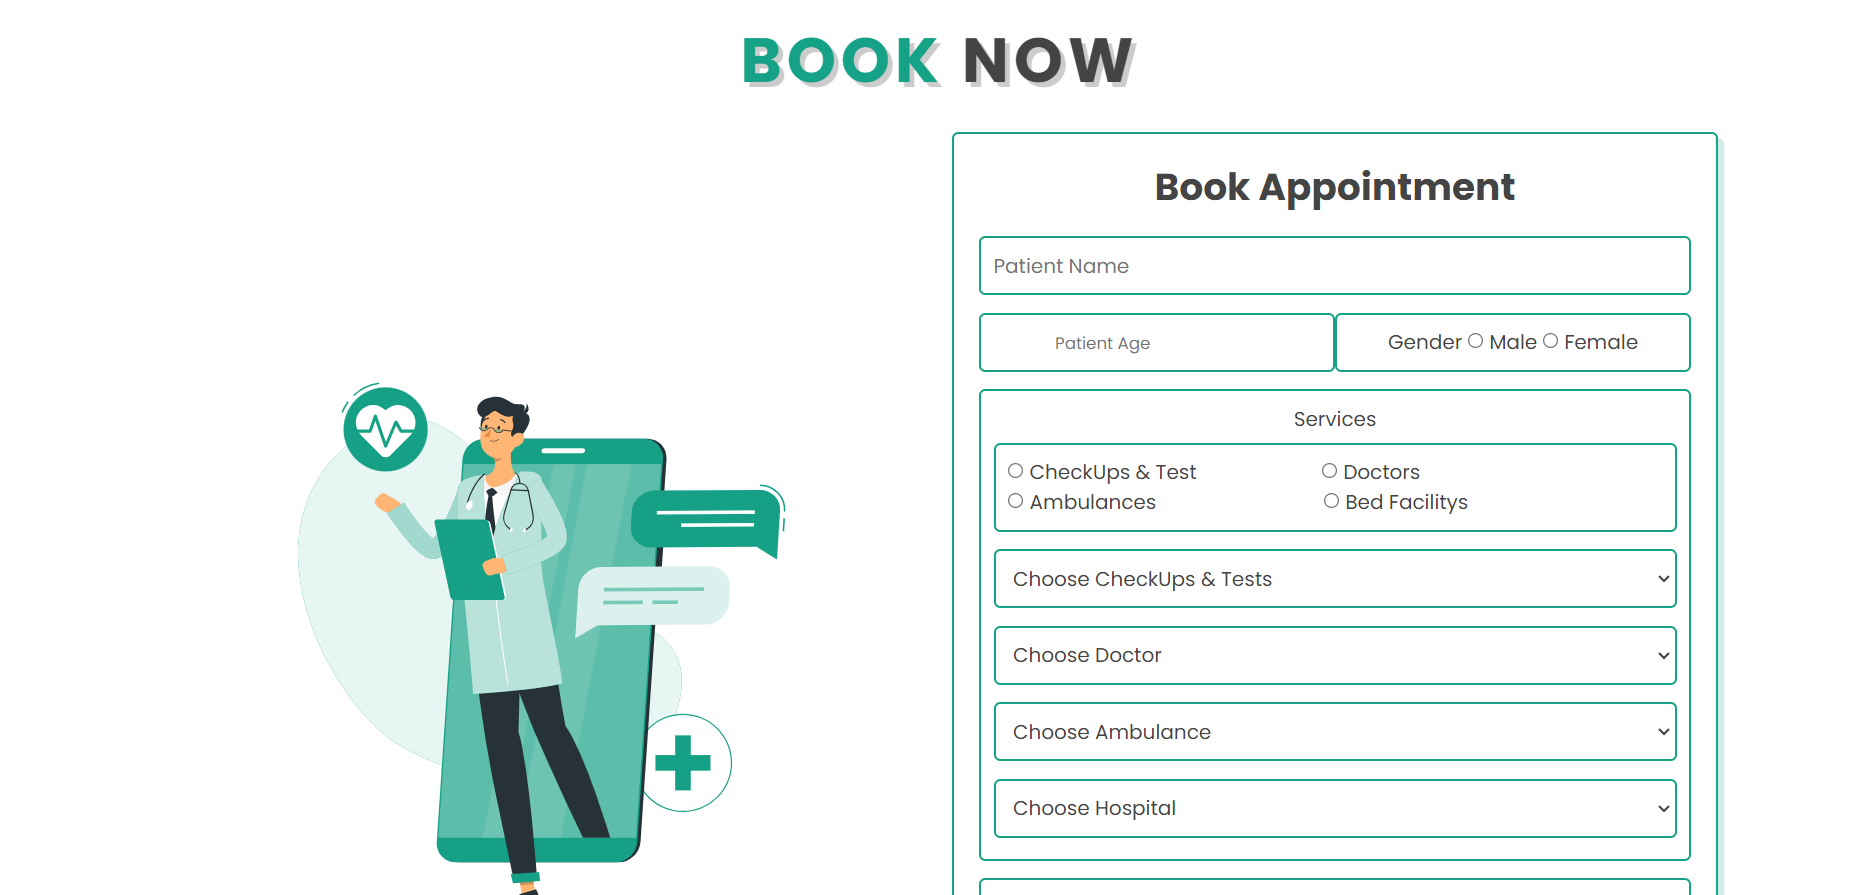 BOOK NOW
Book Appointment
Patient Name
Patient Age
Gender Male Female
Services
CheckUps & Test Doctors
Ambulances Bed Facilitys
Choose CheckUps & Tests
Choose Doctor
Choose Ambulance
Choose Hospital